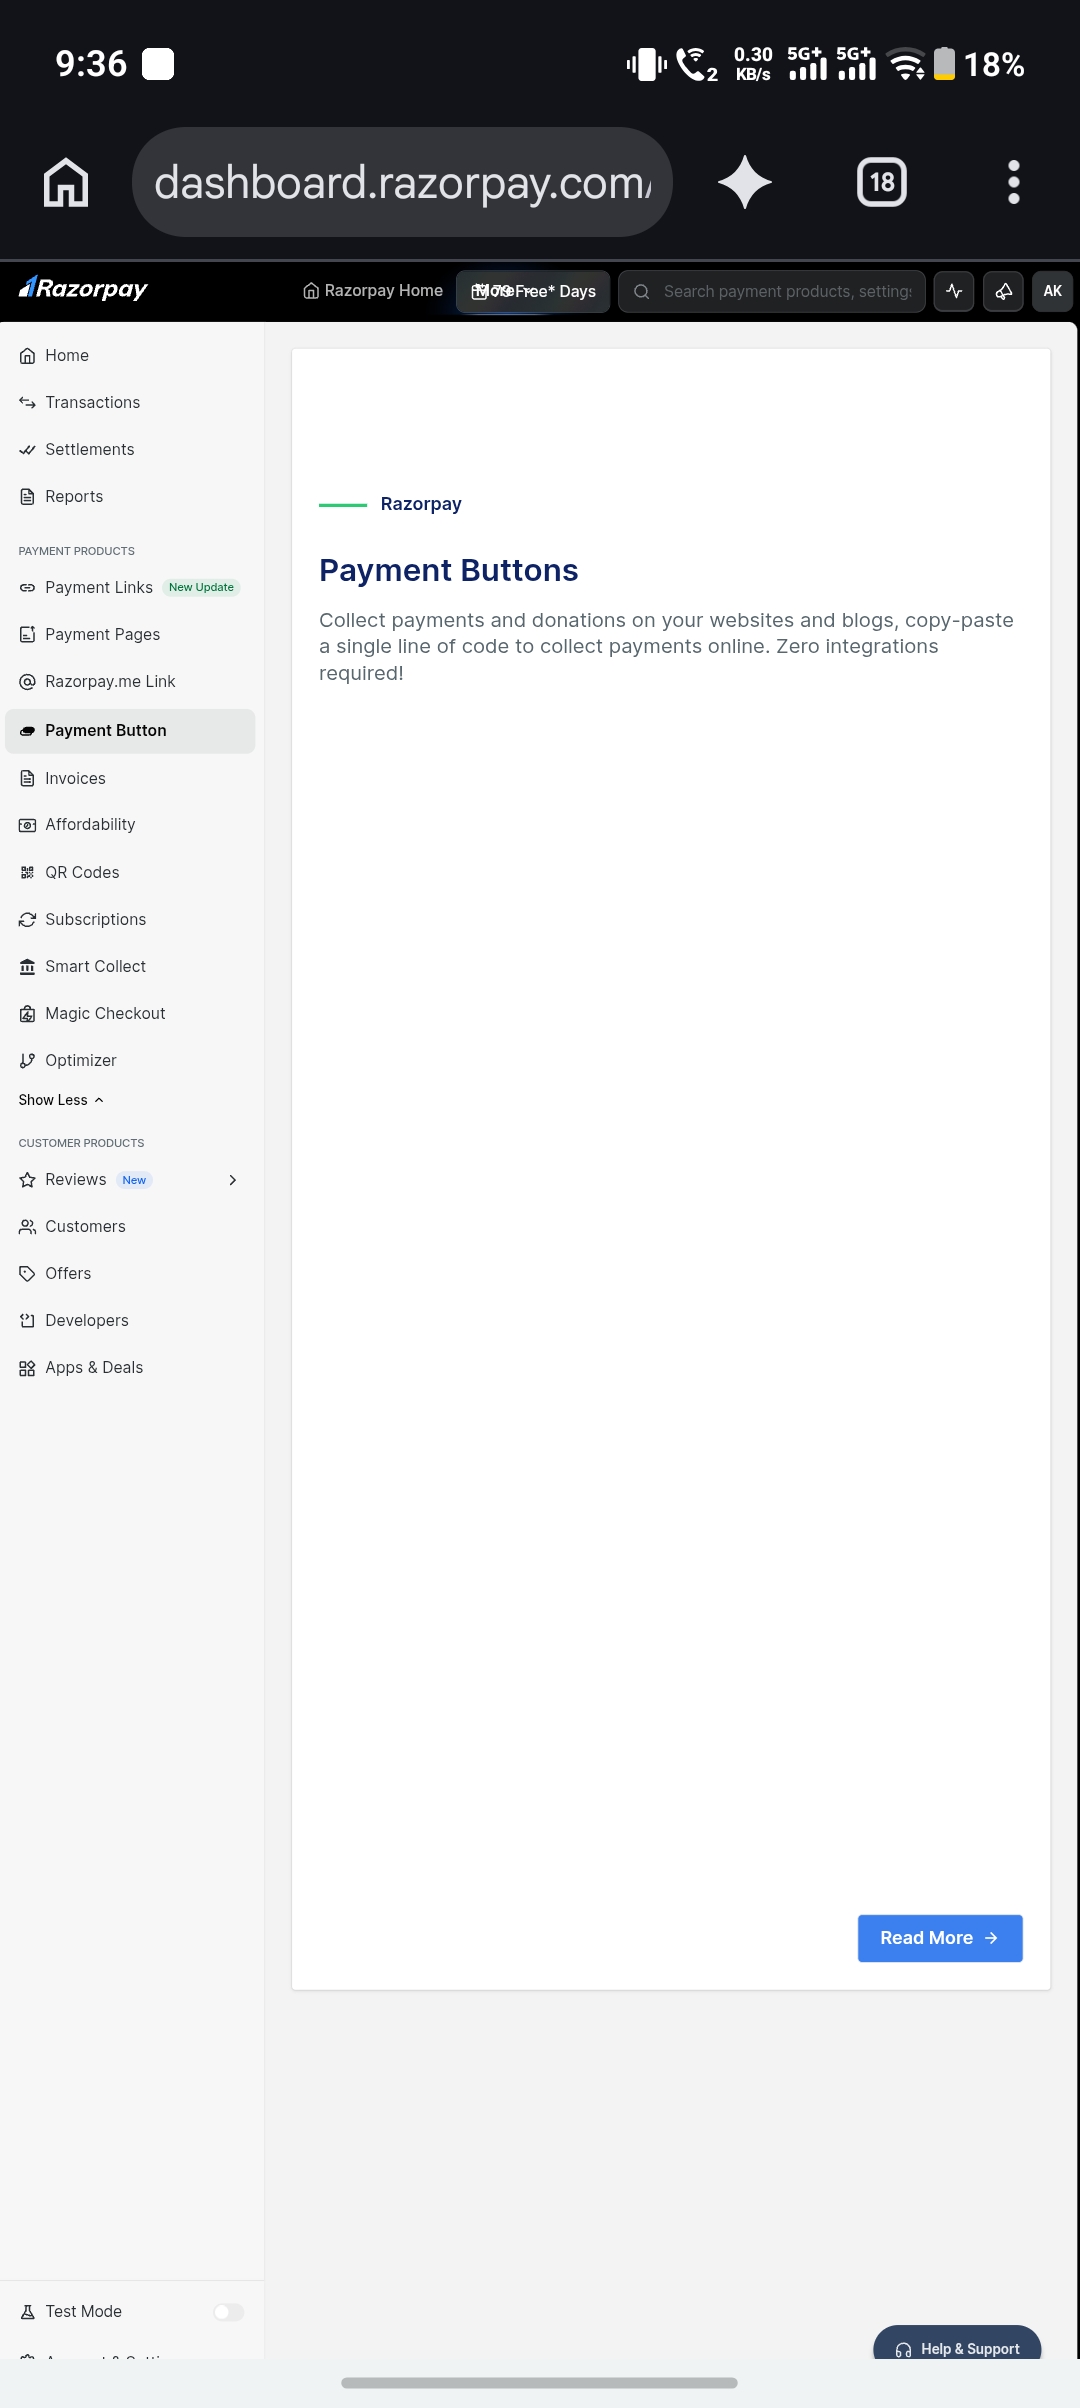 9:36
2
0.30
KB/s
5G+
5G+
18%
dashboard.razorpay.com/
18
Razorpay
Razorpay Home
More
79 Free* Days
Search payment products, settings
AK
Home
Transactions
Settlements
Reports
PAYMENT PRODUCTS
Payment Links New Update
Payment Pages
Razorpay.me Link
Payment Button
Invoices
Affordability
QR Codes
Subscriptions
Smart Collect
Magic Checkout
Optimizer
Show Less
CUSTOMER PRODUCTS
Reviews New
Customers
Offers
Developers
Apps & Deals
Razorpay
Payment Buttons
Collect payments and donations on your websites and blogs, copy-paste
a single line of code to collect payments online. Zero integrations
required!
Read More
Test Mode
Help & Support